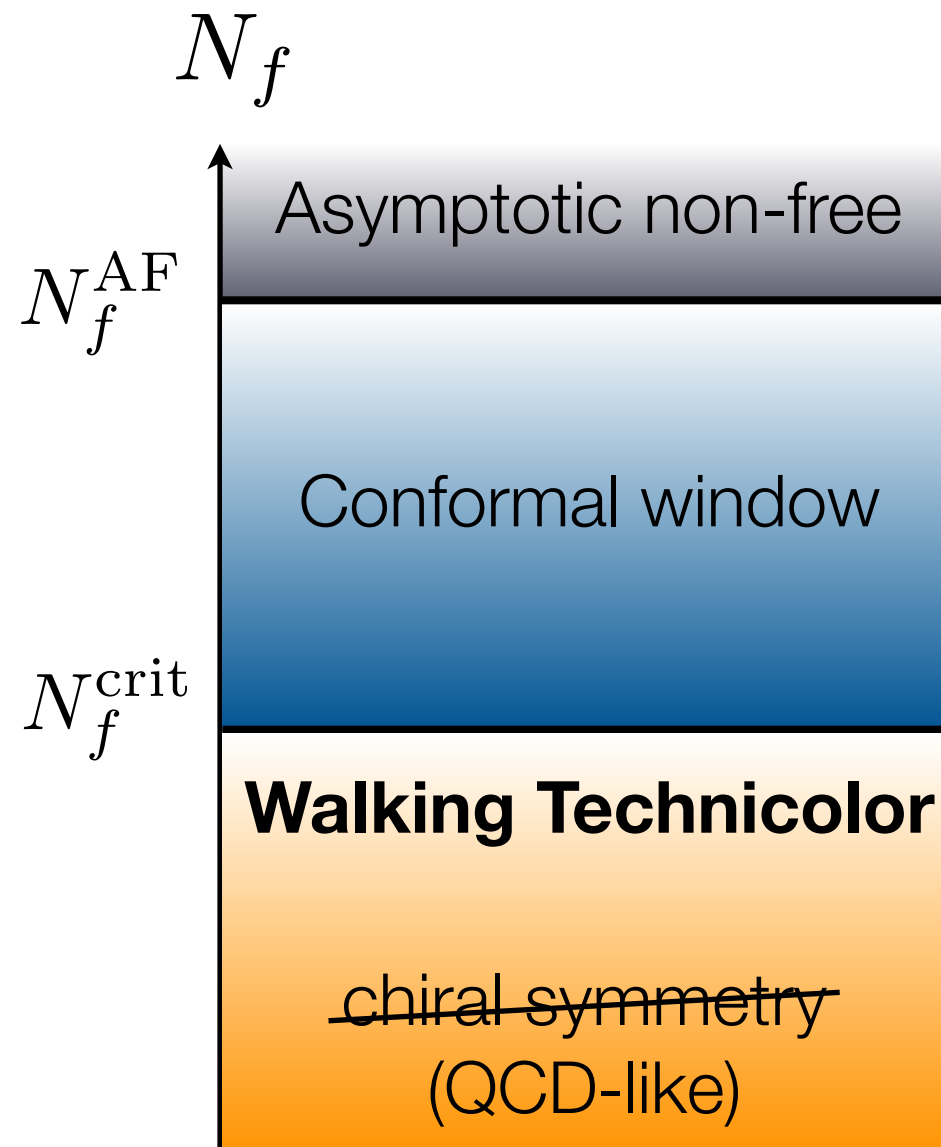 N_f
Asymptotic non-free
N_f^AF
Conformal window
N_f^crit
Walking Technicolor
chiral symmetry
(QCD-like)